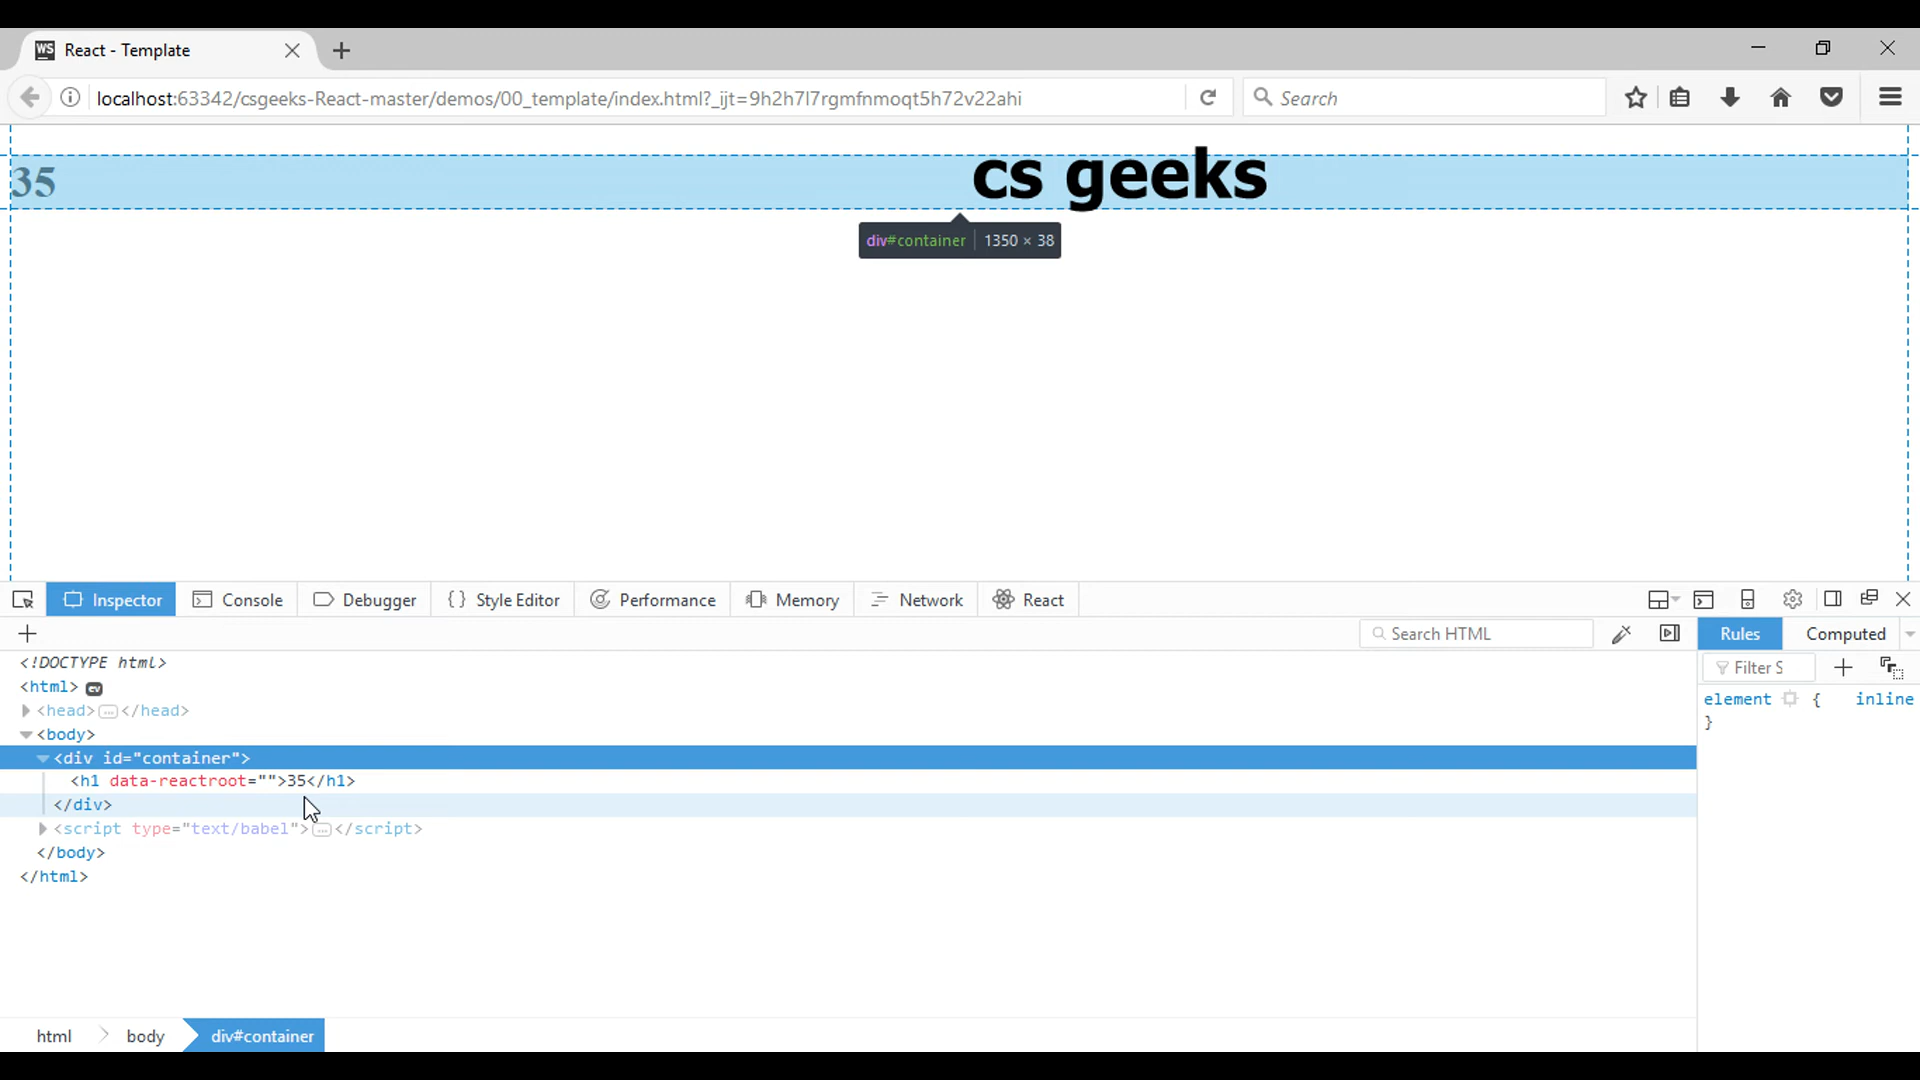 WS React - Template
localhost:63342/csgeeks-React-master/demos/00_template/index.html?_ijt=9h2h7l7rgmfnmoqt5h72v22ahi
Search
35
cs geeks
div#container 1350 × 38
Inspector Console Debugger {} Style Editor Performance Memory Network React
Search HTML
Rules Computed
<!DOCTYPE html>
Filter S
<html> ev
element { inline
<head>…</head>
}
<body>
<div id="container">
<h1 data-reactroot="">35</h1>
</div>
<script type="text/babel">…</script>
</body>
</html>
html body div#container